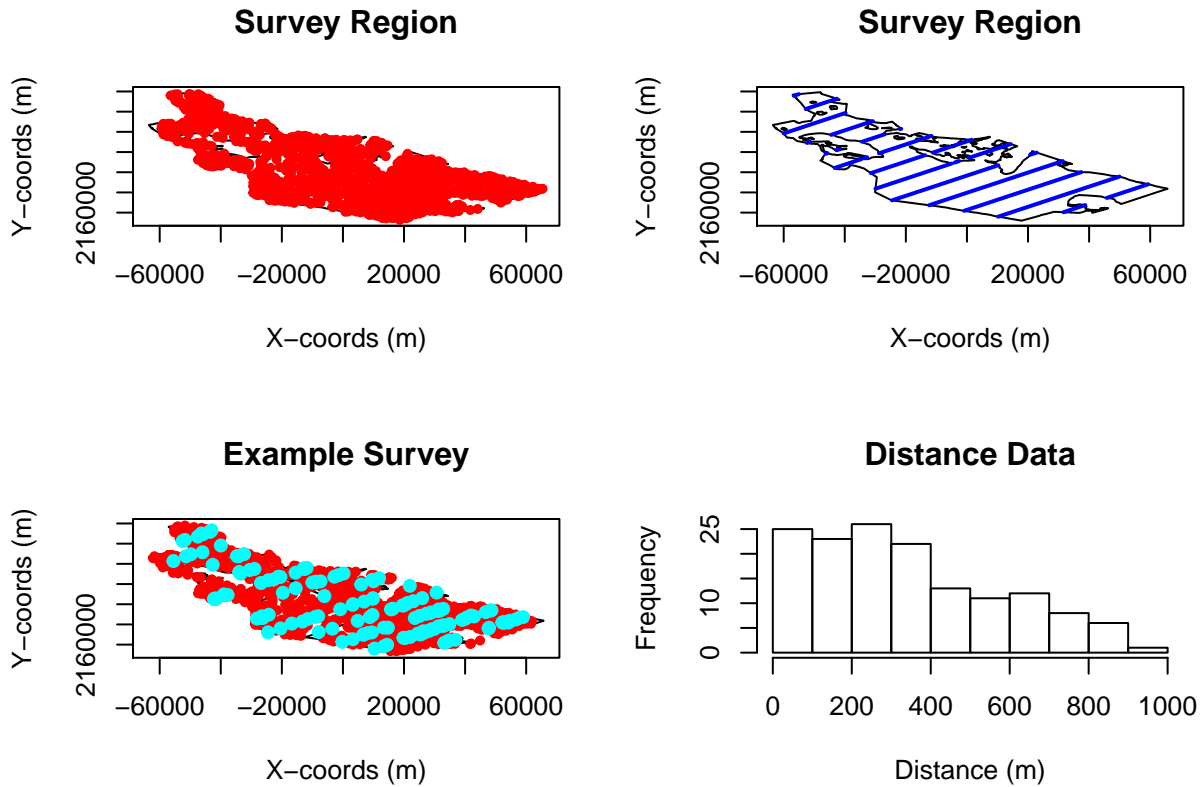 Survey Region
Y−coords (m)
2160000
−60000 −20000 20000 60000
X−coords (m)
Survey Region
Y−coords (m)
2160000
−60000 −20000 20000 60000
X−coords (m)
Example Survey
Y−coords (m)
2160000
−60000 −20000 20000 60000
X−coords (m)
Distance Data
Frequency
25
10
0
0 200 400 600 800 1000
Distance (m)